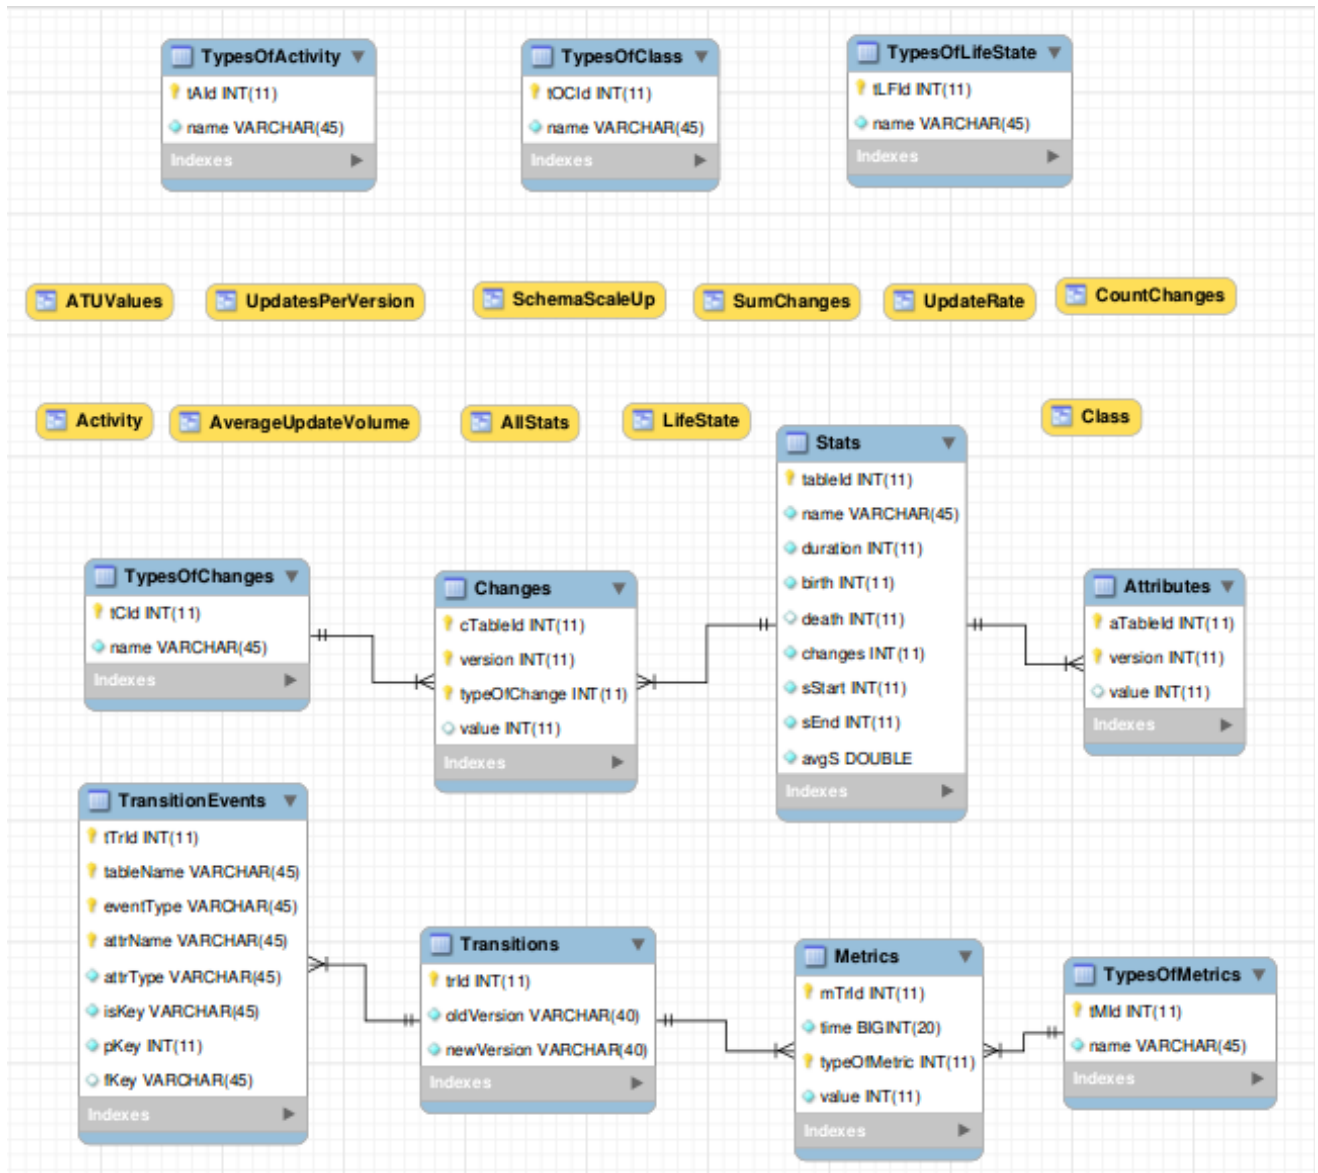 TypesOfActivity
tAId INT(11)
name VARCHAR(45)
Indexes
TypesOfClass
tOCId INT(11)
name VARCHAR(45)
Indexes
TypesOfLifeState
tLFId INT(11)
name VARCHAR(45)
Indexes
ATUValues
UpdatesPerVersion
SchemaScaleUp
SumChanges
UpdateRate
CountChanges
Activity
AverageUpdateVolume
AllStats
LifeState
Class
Stats
tableId INT(11)
name VARCHAR(45)
duration INT(11)
birth INT(11)
death INT(11)
changes INT(11)
sStart INT(11)
sEnd INT(11)
avgS DOUBLE
Indexes
TypesOfChanges
tCId INT(11)
name VARCHAR(45)
Indexes
Changes
cTableId INT(11)
version INT(11)
typeOfChange INT(11)
value INT(11)
Indexes
Attributes
aTableId INT(11)
version INT(11)
value INT(11)
Indexes
TransitionEvents
tTrId INT(11)
tableName VARCHAR(45)
eventType VARCHAR(45)
attrName VARCHAR(45)
attrType VARCHAR(45)
isKey VARCHAR(45)
pKey INT(11)
fKey VARCHAR(45)
Indexes
Transitions
trId INT(11)
oldVersion VARCHAR(40)
newVersion VARCHAR(40)
Indexes
Metrics
mTrId INT(11)
time BIGINT(20)
typeOfMetric INT(11)
value INT(11)
Indexes
TypesOfMetrics
tMId INT(11)
name VARCHAR(45)
Indexes